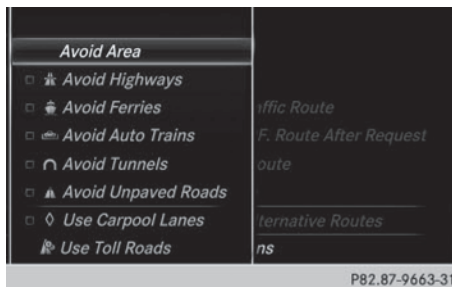 Avoid Area
Avoid Highways
Avoid Ferries
ffic Route
Avoid Auto Trains
F. Route After Request
Avoid Tunnels
oute
Avoid Unpaved Roads
Use Carpool Lanes
lternative Routes
Use Toll Roads
ns
P82.87-9663-31